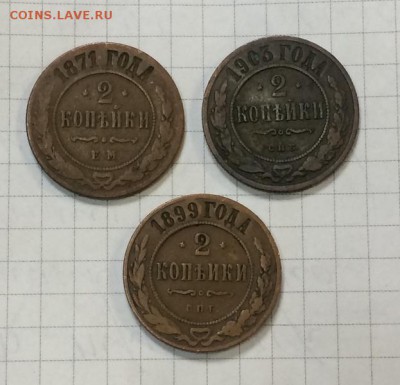 COINS.LAVE.RU
1871 ГОДА
2
КОПѢЙКИ
Е.М.
1903 ГОДА
2
КОПѢЙКИ
С.П.Б.
1899 ГОДА
2
КОПѢЙКИ
С.П.Б.